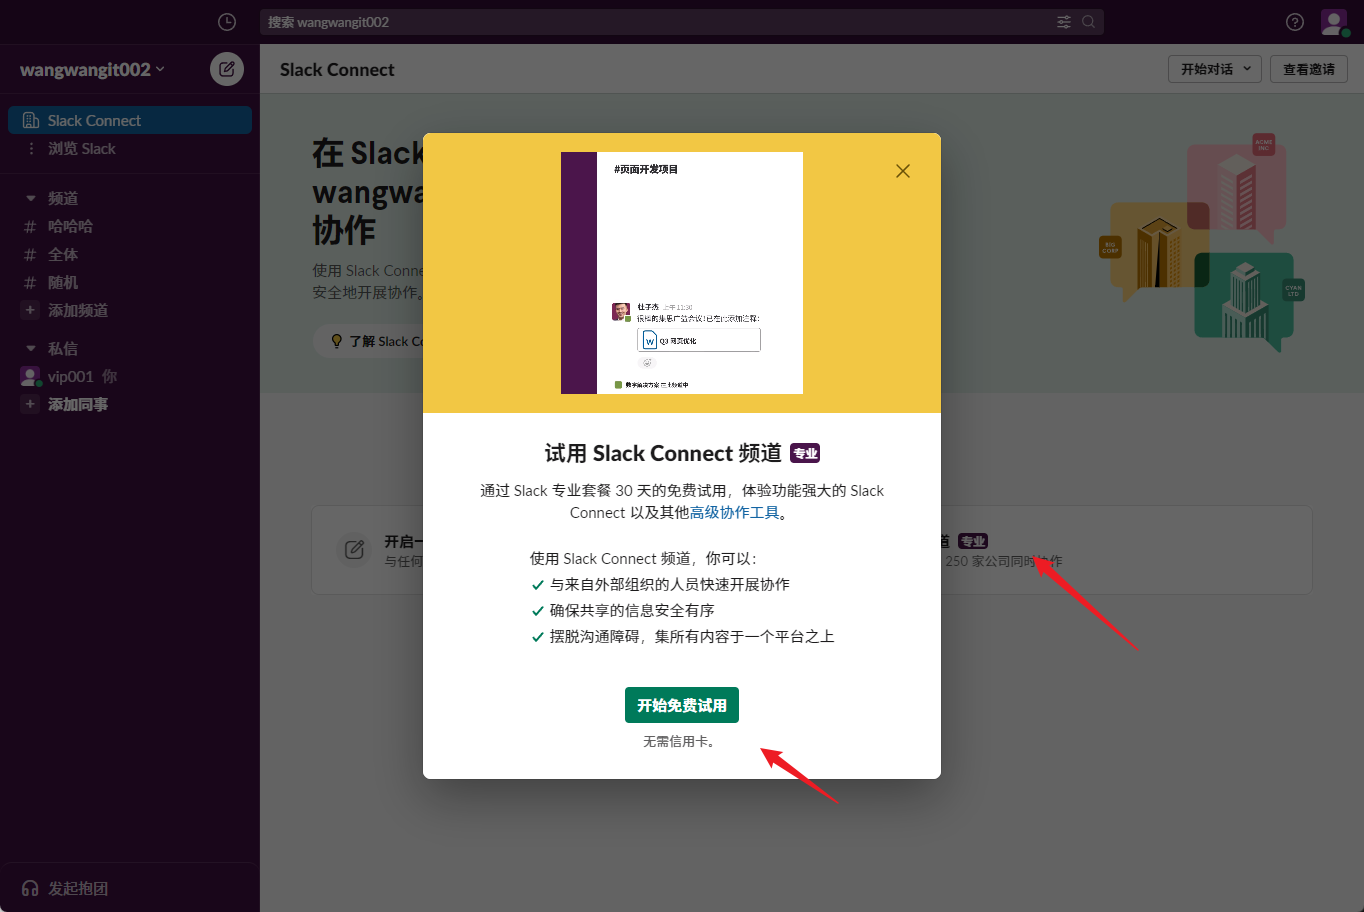 搜索 wangwangit002
wangwangit002
Slack Connect
开始对话
查看邀请
Slack Connect
浏览 Slack
频道
# 哈哈哈
# 全体
# 随机
+ 添加频道
私信
vip001 你
+ 添加同事
发起抱团
在 Slack
wangwa
协作
使用 Slack Conne
安全地开展协作。
了解 Slack Co
ACME INC
BIG CORP
CYAN LTD
开启一
与任何
道 专业
250 家公司同时协作
#页面开发项目
杜子杰 上午 11:30
W Q3 网页优化
试用 Slack Connect 频道 专业
通过 Slack 专业套餐 30 天的免费试用，体验功能强大的 Slack
Connect 以及其他高级协作工具。
使用 Slack Connect 频道，你可以：
与来自外部组织的人员快速开展协作
确保共享的信息安全有序
摆脱沟通障碍，集所有内容于一个平台之上
开始免费试用
无需信用卡。